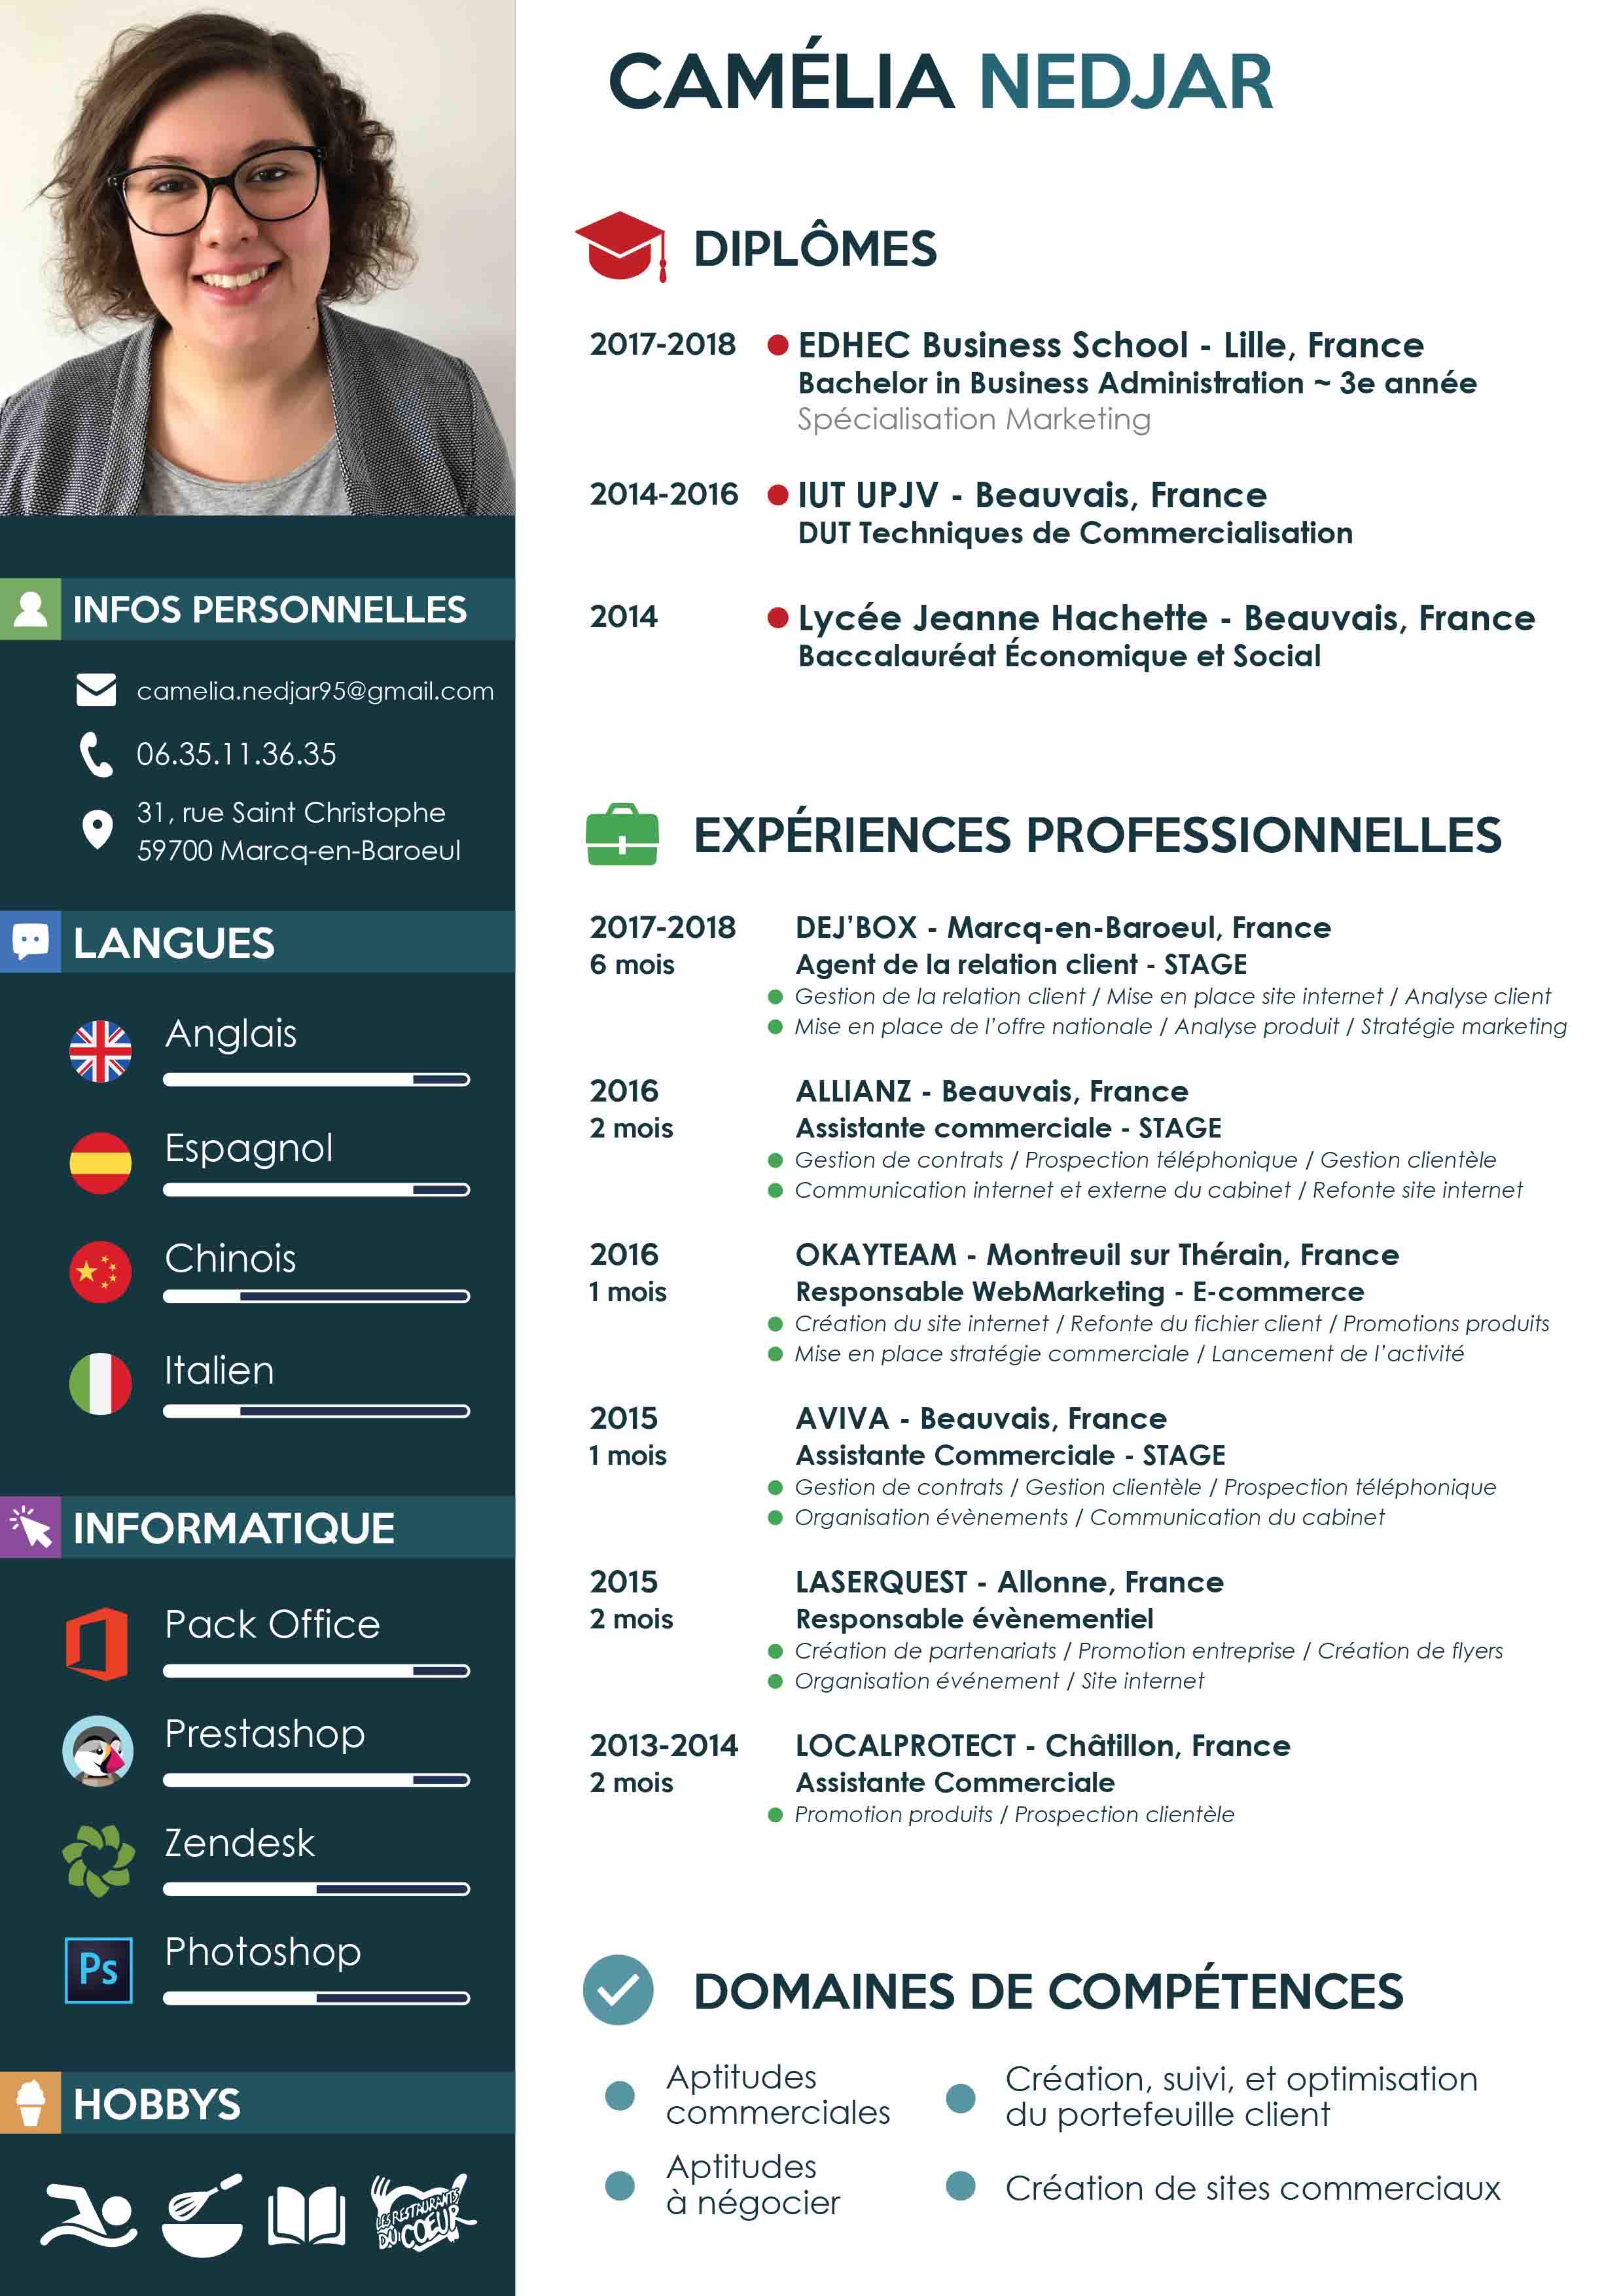 CAMÉLIA NEDJAR
INFOS PERSONNELLES
camelia.nedjar95@gmail.com
06.35.11.36.35
31, rue Saint Christophe
59700 Marcq-en-Baroeul
LANGUES
Anglais
Espagnol
Chinois
Italien
INFORMATIQUE
Pack Office
Prestashop
Zendesk
Ps
Photoshop
HOBBYS
LES RESTAURANTS
DU COEUR
DIPLÔMES
2017-2018 EDHEC Business School - Lille, France
Bachelor in Business Administration ~ 3e année
Spécialisation Marketing
2014-2016 IUT UPJV - Beauvais, France
DUT Techniques de Commercialisation
2014 Lycée Jeanne Hachette - Beauvais, France
Baccalauréat Économique et Social
EXPÉRIENCES PROFESSIONNELLES
2017-2018 DEJ'BOX - Marcq-en-Baroeul, France
6 mois Agent de la relation client - STAGE
Gestion de la relation client / Mise en place site internet / Analyse client
Mise en place de l'offre nationale / Analyse produit / Stratégie marketing
2016 ALLIANZ - Beauvais, France
2 mois Assistante commerciale - STAGE
Gestion de contrats / Prospection téléphonique / Gestion clientèle
Communication internet et externe du cabinet / Refonte site internet
2016 OKAYTEAM - Montreuil sur Thérain, France
1 mois Responsable WebMarketing - E-commerce
Création du site internet / Refonte du fichier client / Promotions produits
Mise en place stratégie commerciale / Lancement de l'activité
2015 AVIVA - Beauvais, France
1 mois Assistante Commerciale - STAGE
Gestion de contrats / Gestion clientèle / Prospection téléphonique
Organisation évènements / Communication du cabinet
2015 LASERQUEST - Allonne, France
2 mois Responsable évènementiel
Création de partenariats / Promotion entreprise / Création de flyers
Organisation événement / Site internet
2013-2014 LOCALPROTECT - Châtillon, France
2 mois Assistante Commerciale
Promotion produits / Prospection clientèle
DOMAINES DE COMPÉTENCES
Aptitudes
commerciales
Aptitudes
à négocier
Création, suivi, et optimisation
du portefeuille client
Création de sites commerciaux